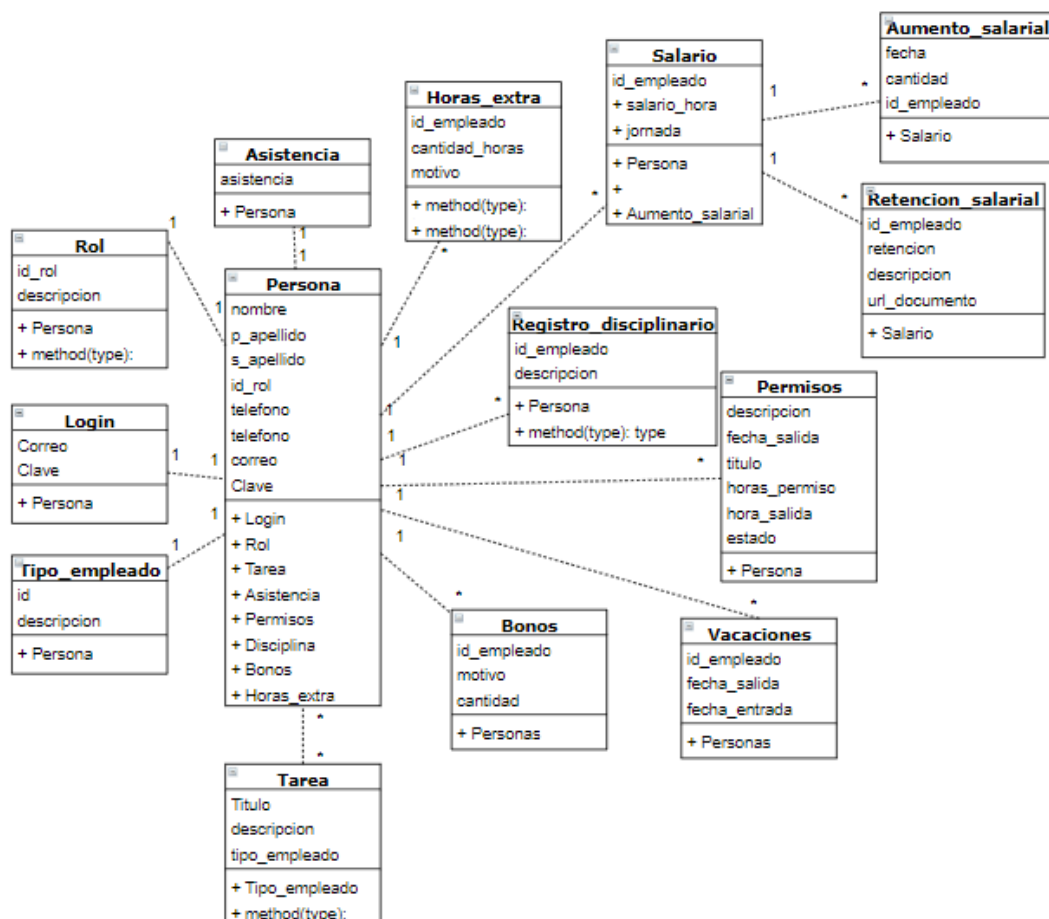 Aumento_salarial
fecha
cantidad
id_empleado
+ Salario
Salario
id_empleado
+ salario_hora
+ jornada
+ Persona
+
+ Aumento_salarial
1
*
1
*
*
Horas_extra
id_empleado
cantidad_horas
motivo
+ method(type):
+ method(type):
*
Asistencia
asistencia
+ Persona
1
1
Retencion_salarial
id_empleado
retencion
descripcion
url_documento
+ Salario
Rol
id_rol
descripcion
+ Persona
+ method(type):
1
1
Persona
nombre
p_apellido
s_apellido
id_rol
telefono
telefono
correo
Clave
+ Login
+ Rol
+ Tarea
+ Asistencia
+ Permisos
+ Disciplina
+ Bonos
+ Horas_extra
1
1
1
1
1
1
Registro_disciplinario
id_empleado
descripcion
+ Persona
+ method(type): type
*
Permisos
descripcion
fecha_salida
titulo
horas_permiso
hora_salida
estado
+ Persona
*
Login
Correo
Clave
+ Persona
1
1
Tipo_empleado
id
descripcion
+ Persona
1
1
Bonos
id_empleado
motivo
cantidad
+ Personas
*
Vacaciones
id_empleado
fecha_salida
fecha_entrada
+ Personas
*
*
*
Tarea
Titulo
descripcion
tipo_empleado
+ Tipo_empleado
+ method(type):